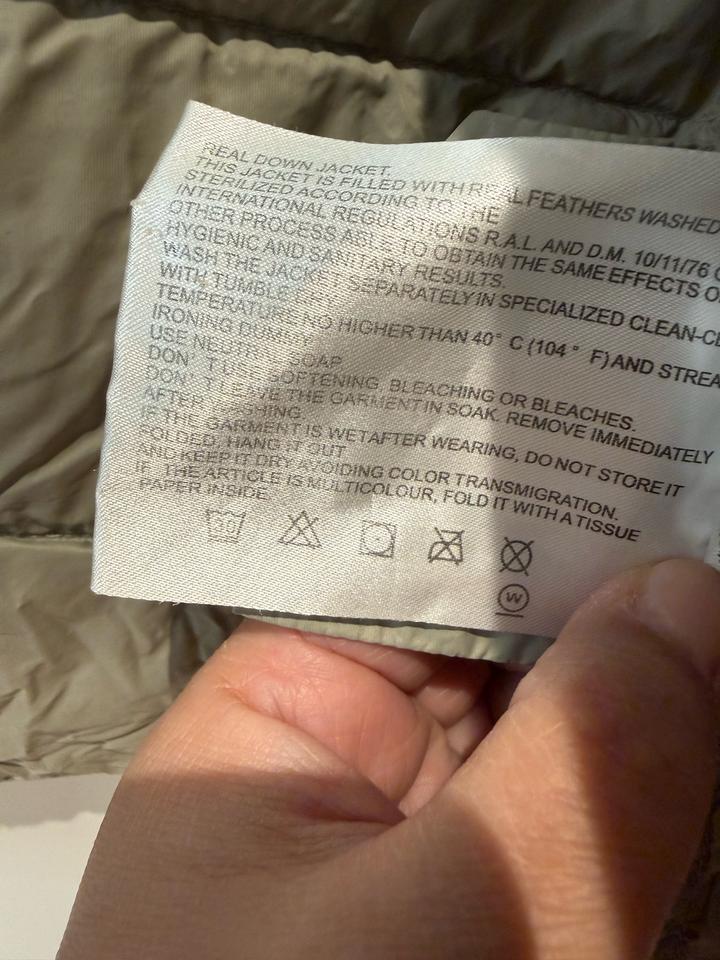 REAL DOWN JACKET.
THIS JACKET IS FILLED WITH REAL FEATHERS WASHED
STERILIZED ACCORDING TO THE
INTERNATIONAL REGULATIONS R.A.L. AND D.M. 10/11/76
OTHER PROCESS ABLE TO OBTAIN THE SAME EFFECTS
HYGIENIC AND SANITARY RESULTS.
WASH THE JACKET SEPARATELY IN SPECIALIZED
WITH TUMBLE DRY
TEMPERATURE NO HIGHER THAN 40° C (104 ° F) AND
IRONING DUMMY.
USE NEUTRAL SOAP
DON' T USE SOFTENING, BLEACHING OR BLEACHES.
DON' T LEAVE THE GARMENT IN SOAK. REMOVE IMMEDIATELY
AFTER WASHING.
IF THE GARMENT IS WET AFTER WEARING, DO NOT STORE IT
FOLDED, HANG IT OUT
AND KEEP IT DRY AVOIDING COLOR TRANSMIGRATION.
IF THE ARTICLE IS MULTICOLOUR, FOLD IT WITH A TISSUE
PAPER INSIDE.
30
W